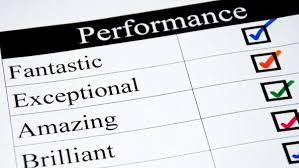 Performance
Fantastic
Exceptional
Amazing
Brilliant